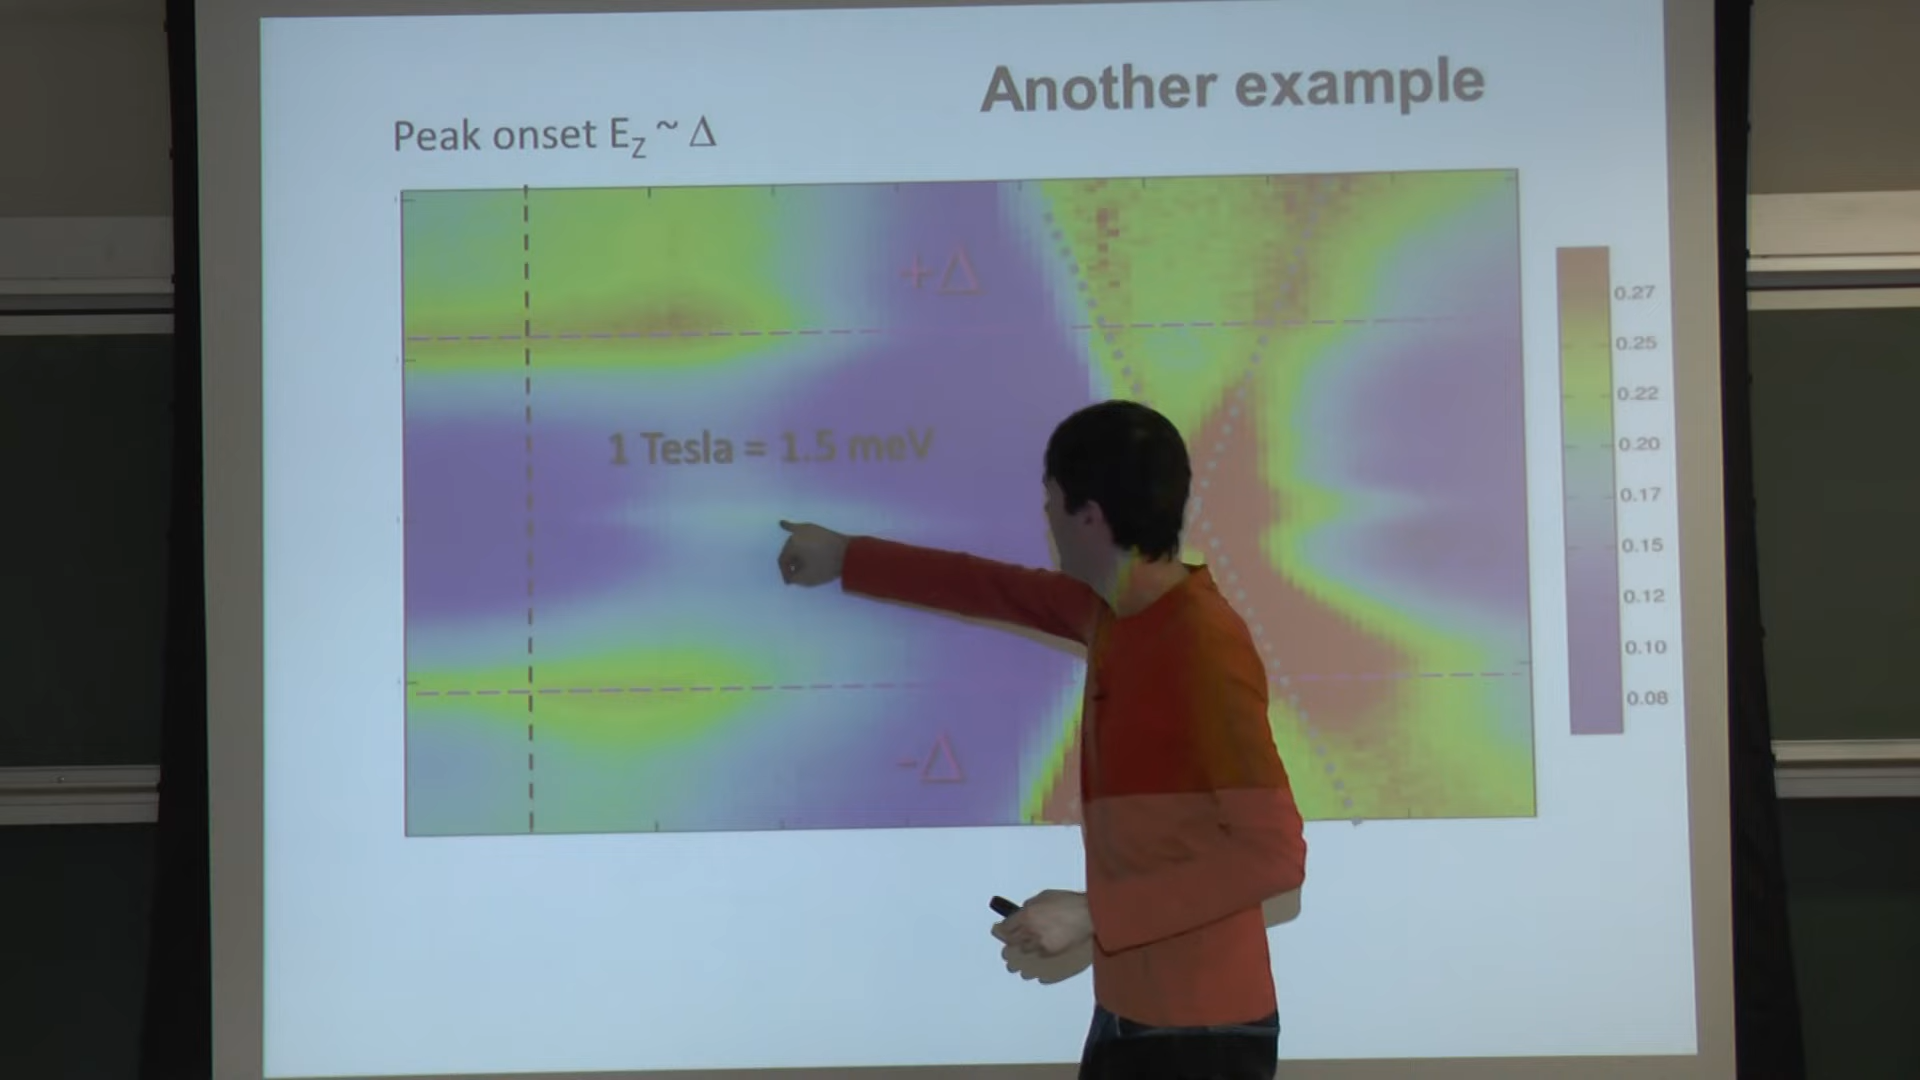 Another example
Peak onset E_Z ~ Δ
+Δ
1 Tesla = 1.5 meV
-Δ
0.27
0.25
0.22
0.20
0.17
0.15
0.12
0.10
0.08